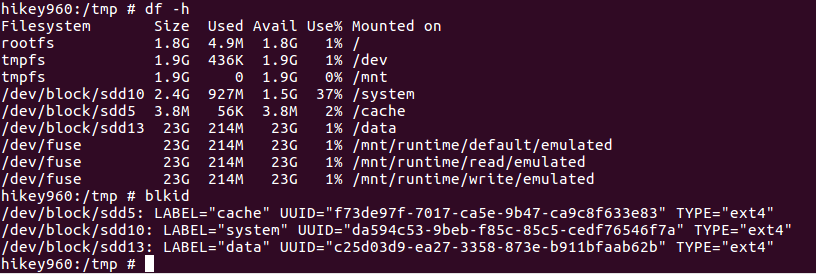 hikey960:/tmp # df -h
Filesystem        Size  Used Avail Use% Mounted on
rootfs            1.8G  4.9M  1.8G   1% /
tmpfs             1.9G  436K  1.9G   1% /dev
tmpfs             1.9G     0  1.9G   0% /mnt
/dev/block/sdd10  2.4G  927M  1.5G  37% /system
/dev/block/sdd5   3.8M   56K  3.8M   2% /cache
/dev/block/sdd13   23G  214M   23G   1% /data
/dev/fuse          23G  214M   23G   1% /mnt/runtime/default/emulated
/dev/fuse          23G  214M   23G   1% /mnt/runtime/read/emulated
/dev/fuse          23G  214M   23G   1% /mnt/runtime/write/emulated
hikey960:/tmp # blkid
/dev/block/sdd5: LABEL="cache" UUID="f73de97f-7017-ca5e-9b47-ca9c8f633e83" TYPE="ext4"
/dev/block/sdd10: LABEL="system" UUID="da594c53-9beb-f85c-85c5-cedf76546f7a" TYPE="ext4"
/dev/block/sdd13: LABEL="data" UUID="c25d03d9-ea27-3358-873e-b911bfaab62b" TYPE="ext4"
hikey960:/tmp #